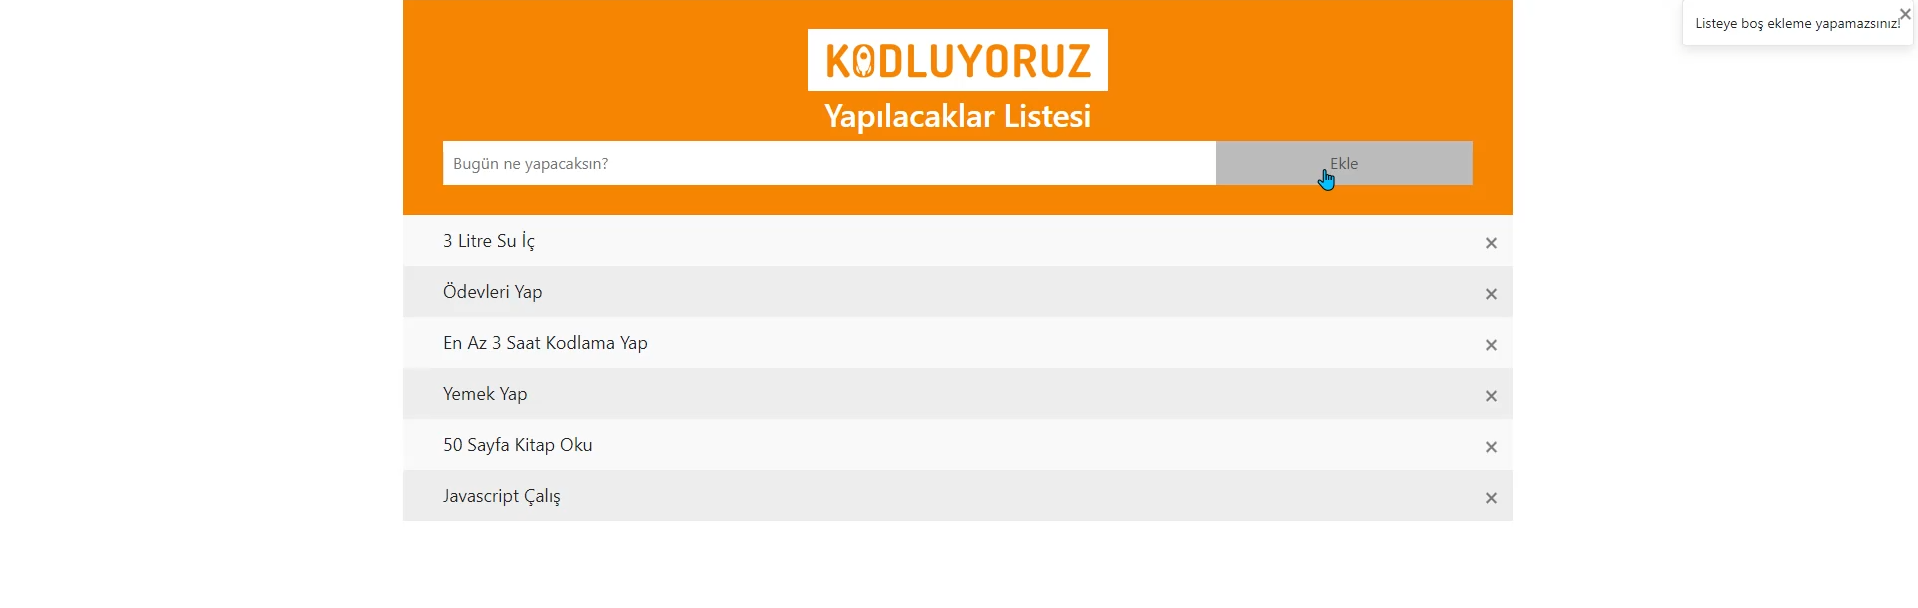 Listeye boş ekleme yapamazsınız!
KODLUYORUZ
Yapılacaklar Listesi
Bugün ne yapacaksın?
Ekle
3 Litre Su İç
Ödevleri Yap
En Az 3 Saat Kodlama Yap
Yemek Yap
50 Sayfa Kitap Oku
Javascript Çalış